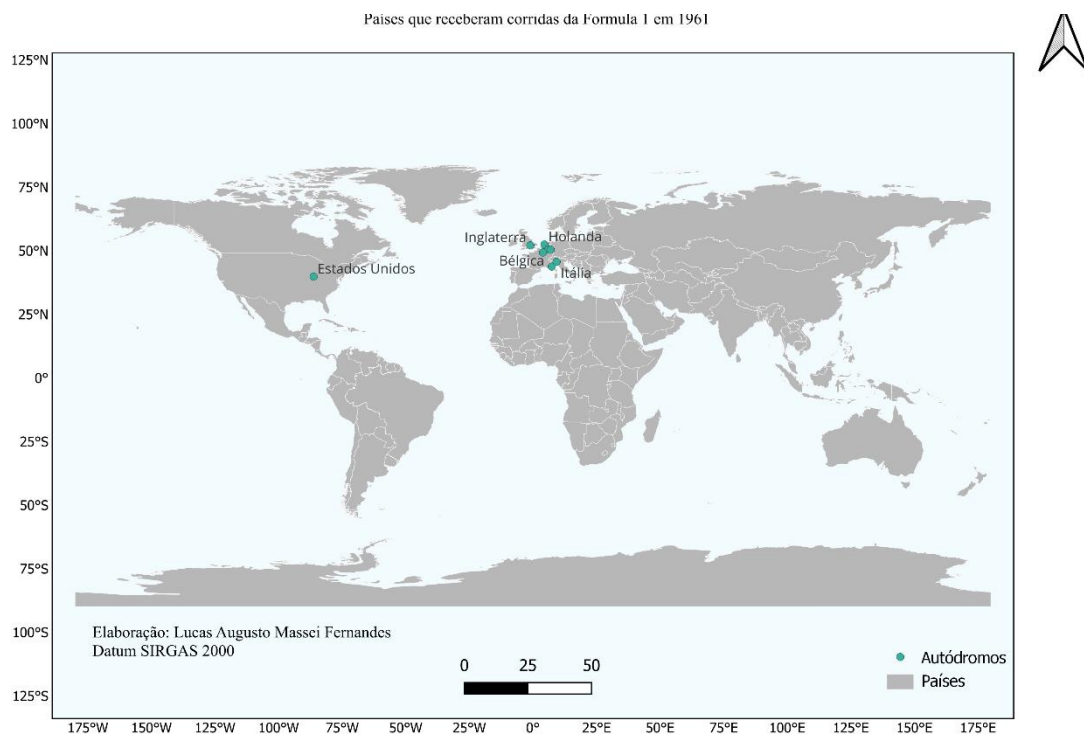 Países que receberam corridas da Formula 1 em 1961
125°N
100°N
75°N
50°N
25°N
0°
25°S
50°S
75°S
100°S
125°S
Inglaterra
Holanda
Bélgica
Itália
Estados Unidos
Elaboração: Lucas Augusto Massei Fernandes
Datum SIRGAS 2000
0 25 50
Autódromos
Países
175°W 150°W 125°W 100°W 75°W 50°W 25°W 0° 25°E 50°E 75°E 100°E 125°E 150°E 175°E